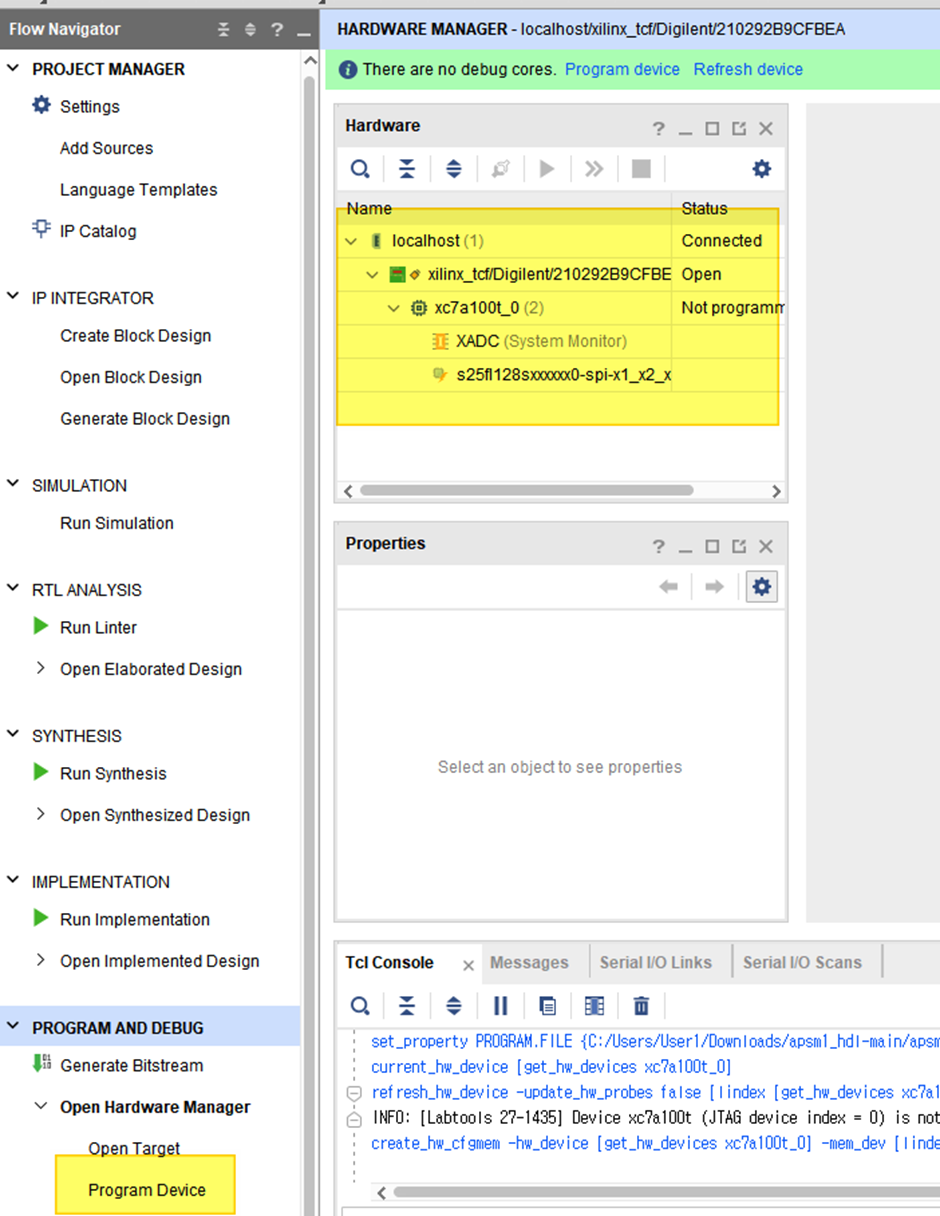 Flow Navigator
PROJECT MANAGER
Settings
Add Sources
Language Templates
IP Catalog
IP INTEGRATOR
Create Block Design
Open Block Design
Generate Block Design
SIMULATION
Run Simulation
RTL ANALYSIS
Run Linter
Open Elaborated Design
SYNTHESIS
Run Synthesis
Open Synthesized Design
IMPLEMENTATION
Run Implementation
Open Implemented Design
PROGRAM AND DEBUG
Generate Bitstream
Open Hardware Manager
Open Target
Program Device
HARDWARE MANAGER - localhost/xilinx_tcf/Digilent/210292B9CFBEA
There are no debug cores. Program device Refresh device
Hardware
Name Status
localhost (1) Connected
xilinx_tcf/Digilent/210292B9CFBE Open
xc7a100t_0 (2) Not programm
XADC (System Monitor)
s25fl128sxxxxxx0-spi-x1_x2_x
Properties
Select an object to see properties
Tcl Console Messages Serial I/O Links Serial I/O Scans
set_property PROGRAM.FILE {C:/Users/User1/Downloads/apsm1_hdl-main/apsm
current_hw_device [get_hw_devices xc7a100t_0]
refresh_hw_device -update_hw_probes false [lindex [get_hw_devices xc7a1
INFO: [Labtools 27-1435] Device xc7a100t (JTAG device index = 0) is not
create_hw_cfgmem -hw_device [get_hw_devices xc7a100t_0] -mem_dev [linde